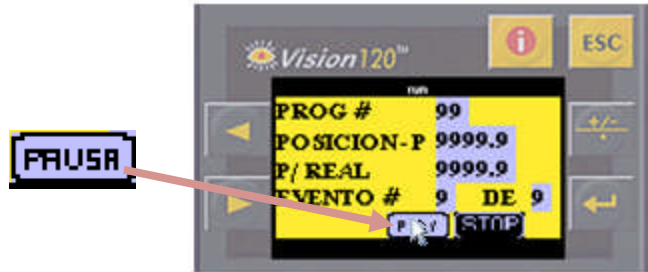 Vision120™
i
ESC
run
PROG # 99
POSICION-P 9999.9
+/-
PAUSA
P/ REAL 9999.9
EVENTO # 9 DE 9
STOP